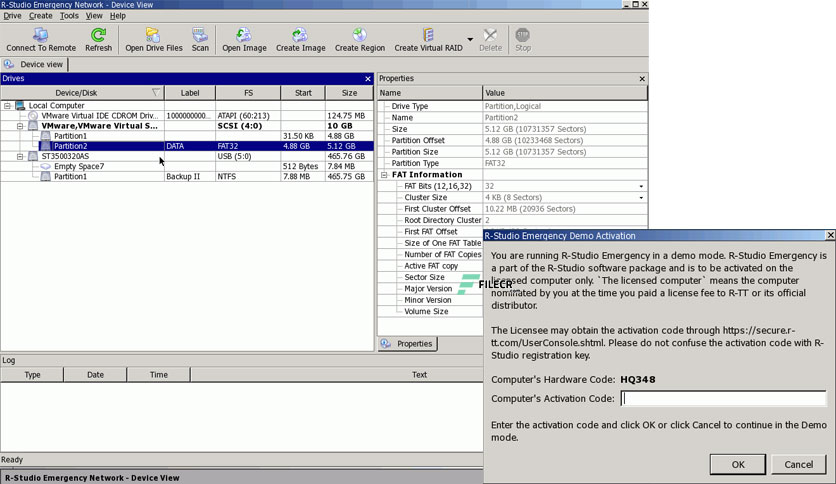 R-Studio Emergency Network - Device View
Drive Create Tools View Help
Connect To Remote Refresh Open Drive Files Scan Open Image Create Image Create Region Create Virtual RAID Delete Stop
Device view
Drives
Device/Disk Label FS Start Size
Local Computer
VMware Virtual IDE CDROM Driv... 1000000000... ATAPI (60:213) 124.75 MB
VMware,VMware Virtual S... SCSI (4:0) 10 GB
Partition1 31.50 KB 4.88 GB
Partition2 DATA FAT32 4.88 GB 5.12 GB
ST3500320AS USB (5:0) 465.76 GB
Empty Space7 512 Bytes 7.84 MB
Partition1 Backup II NTFS 7.88 MB 465.75 GB
Properties
Name Value
Drive Type Partition,Logical
Name Partition2
Size 5.12 GB (10731357 Sectors)
Partition Offset 4.88 GB (10233468 Sectors)
Partition Size 5.12 GB (10731357 Sectors)
Partition Type FAT32
FAT Information
FAT Bits (12,16,32) 32
Cluster Size 4 KB (8 Sectors)
First Cluster Offset 10.22 MB (20936 Sectors)
Root Directory Cluster 2
First FAT Offset
Size of One FAT Table
Number of FAT Copies
Active FAT copy
Sector Size
Major Version
Minor Version
Volume Size
Properties
R-Studio Emergency Demo Activation
You are running R-Studio Emergency in a demo mode. R-Studio Emergency is
a part of the R-Studio software package and is to be activated on the
licensed computer only. `The licensed computer` means the computer
nominated by you at the time you paid a license fee to R-TT or its official
distributor.
FILECR
The Licensee may obtain the activation code through https://secure.r-
tt.com/UserConsole.shtml. Please do not confuse the activation code with R-
Studio registration key.
Computer's Hardware Code: HQ348
Computer's Activation Code:
Enter the activation code and click OK or click Cancel to continue in the Demo
mode.
OK Cancel
Log
Type Date Time Text
Ready
R-Studio Emergency Network - Device View